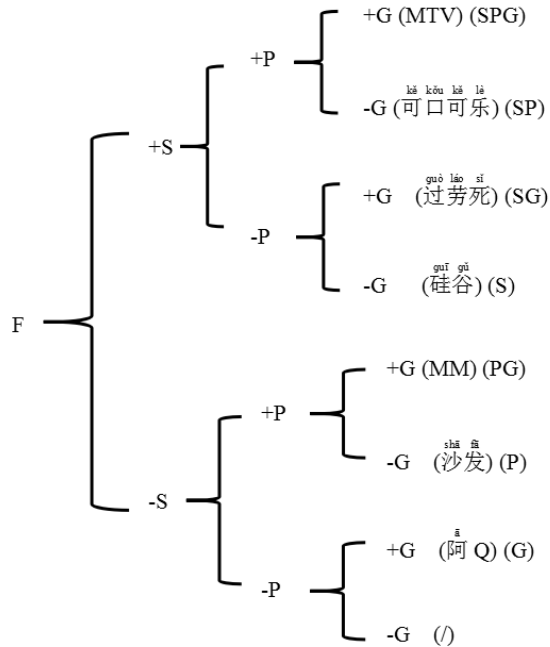 +G (MTV) (SPG)
+P
kě kǒu kě lè
-G (可口可乐) (SP)
+S
guò láo sǐ
+G (过劳死) (SG)
-P
guī gǔ
-G (硅谷) (S)
F
+G (MM) (PG)
+P
shā fā
-G (沙发) (P)
-S
ā
+G (阿 Q) (G)
-P
-G (/)